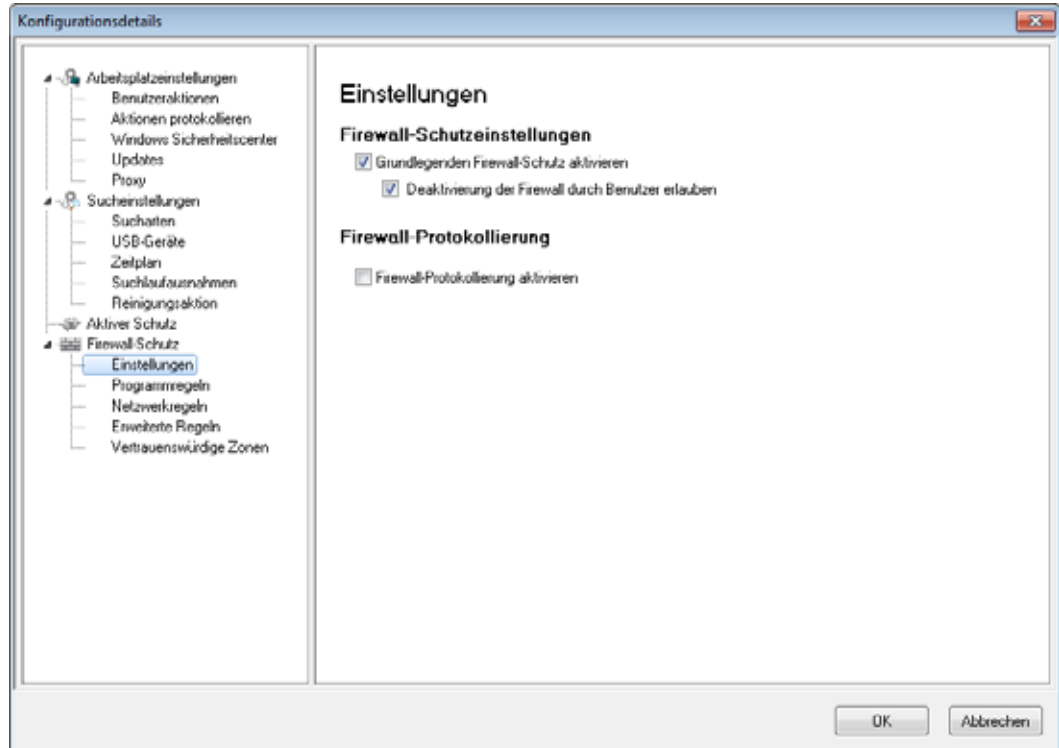 Konfigurationsdetails
Arbeitsplatzeinstellungen
Benutzeraktionen
Aktionen protokollieren
Windows Sicherheitscenter
Updates
Proxy
Sucheinstellungen
Sucharten
USB-Geräte
Zeitplan
Suchlaufausnahmen
Reinigungsaktion
Aktiver Schutz
Firewall-Schutz
Einstellungen
Programmregeln
Netzwerkregeln
Erweiterte Regeln
Vertrauenswürdige Zonen
Einstellungen
Firewall-Schutzeinstellungen
Grundlegenden Firewall-Schutz aktivieren
Deaktivierung der Firewall durch Benutzer erlauben
Firewall-Protokollierung
Firewall-Protokollierung aktivieren
OK
Abbrechen